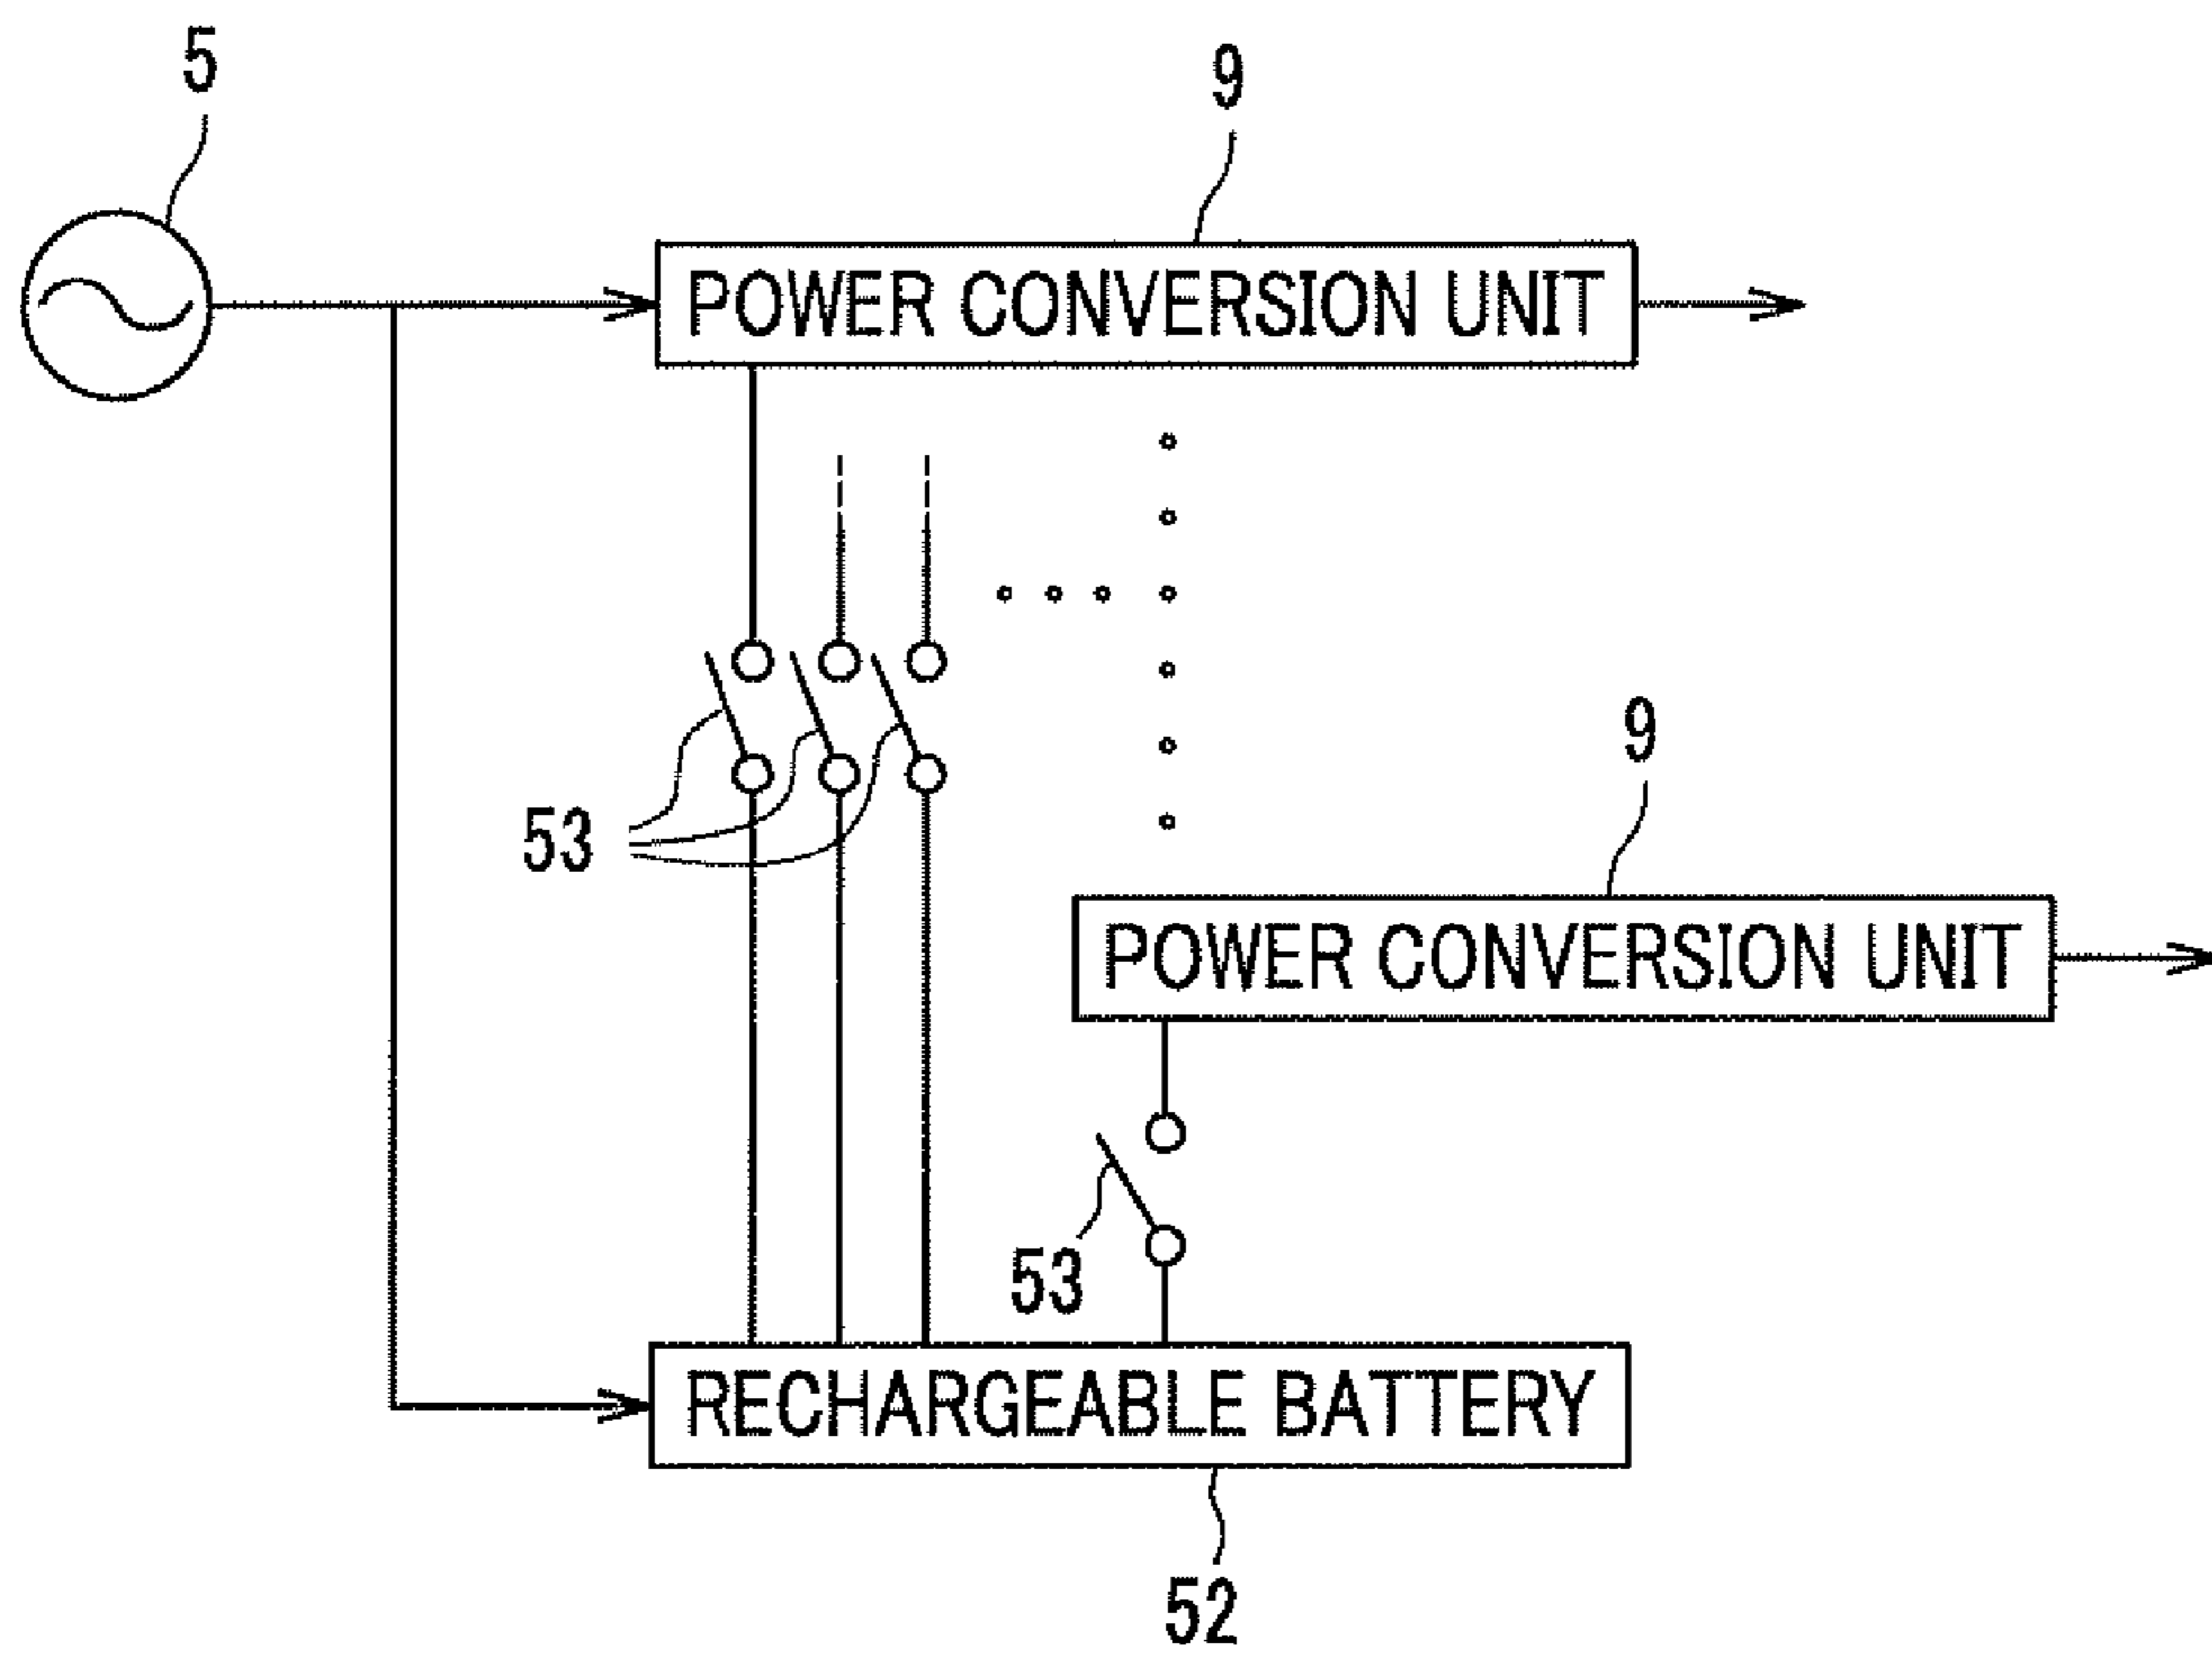 5
9
POWER CONVERSION UNIT
9
53
POWER CONVERSION UNIT
53
RECHARGEABLE BATTERY
52